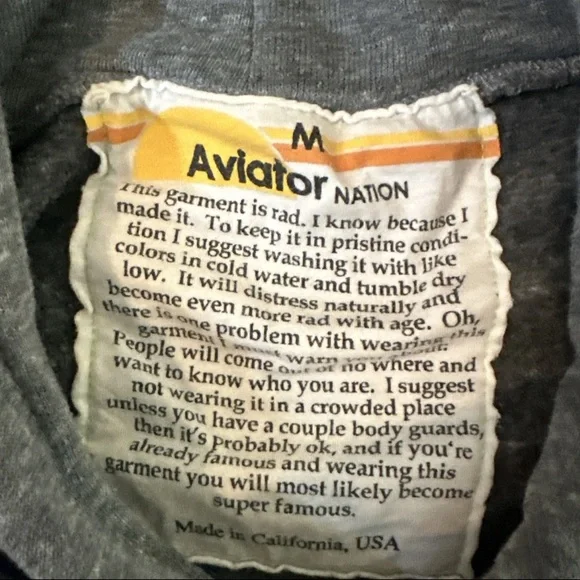 M
Aviator NATION
This garment is rad. I know because I
made it. To keep it in pristine condi-
tion I suggest washing it with like
colors in cold water and tumble dry
low. It will distress naturally and
become even more rad with age. Oh,
there is one problem with wearing this
garment I must warn you about:
People will come out of no where and
want to know who you are. I suggest
not wearing it in a crowded place
unless you have a couple body guards,
then it's probably ok, and if you're
already famous and wearing this
garment you will most likely become
super famous.
Made in California, USA